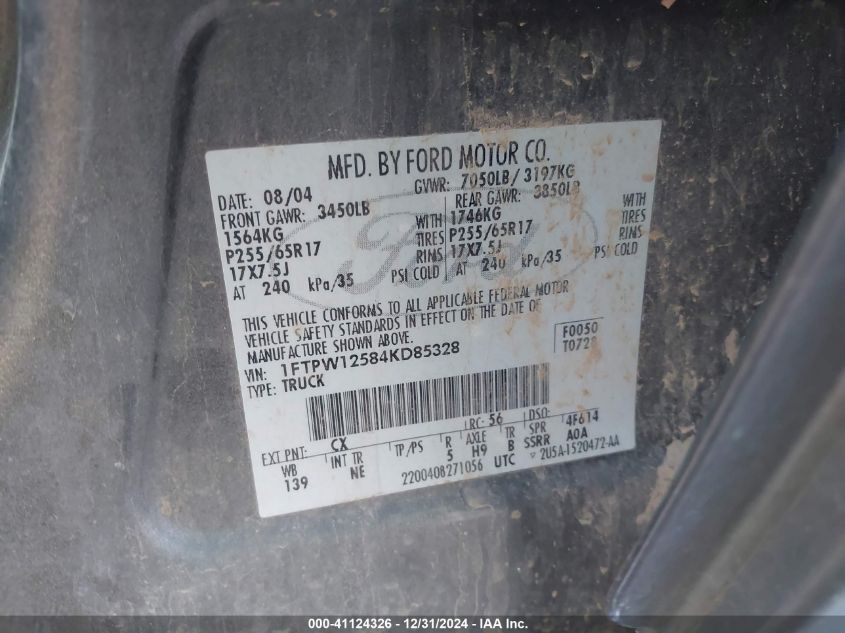 MFD. BY FORD MOTOR CO.
DATE: 08/04 GVWR: 7050LB/3197KG
FRONT GAWR: 3450LB REAR GAWR: 3850LB
1564KG WITH 1746KG WITH
P255/65R17 TIRES P255/65R17 TIRES
17X7.5J RIMS 17X7.5J RIMS
AT 240 kPa/35 PSI COLD AT 240 kPa/35 PSI COLD
Ford
THIS VEHICLE CONFORMS TO ALL APPLICABLE FEDERAL MOTOR
VEHICLE SAFETY STANDARDS IN EFFECT ON THE DATE OF
MANUFACTURE SHOWN ABOVE.
VIN: 1FTPW12584KD85328
TYPE: TRUCK
F0050
T0728
EXT PNT: CX RC: 56 DSO: 4F614
WB INT TR TP/PS R AXLE TR SPR
139 NE 5 H9 B SSRR A0A
2200408271056 UTC 2U5A-1520472-AA
000-41124326 - 12/31/2024 - IAA Inc.